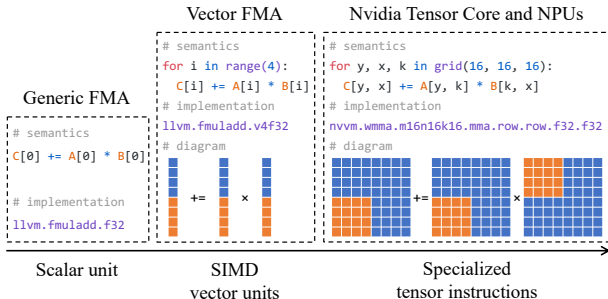 Generic FMA
# semantics
C[0] += A[0] * B[0]
# implementation
llvm.fmuladd.f32
Scalar unit
Vector FMA
# semantics
for i in range(4):
C[i] += A[i] * B[i]
# implementation
llvm.fmuladd.v4f32
# diagram
+= ×
SIMD
vector units
Nvidia Tensor Core and NPUs
# semantics
for y, x, k in grid(16, 16, 16):
C[y, x] += A[y, k] * B[k, x]
# implementation
nvvm.wmma.m16n16k16.mma.row.row.f32.f32
# diagram
+= ×
Specialized
tensor instructions